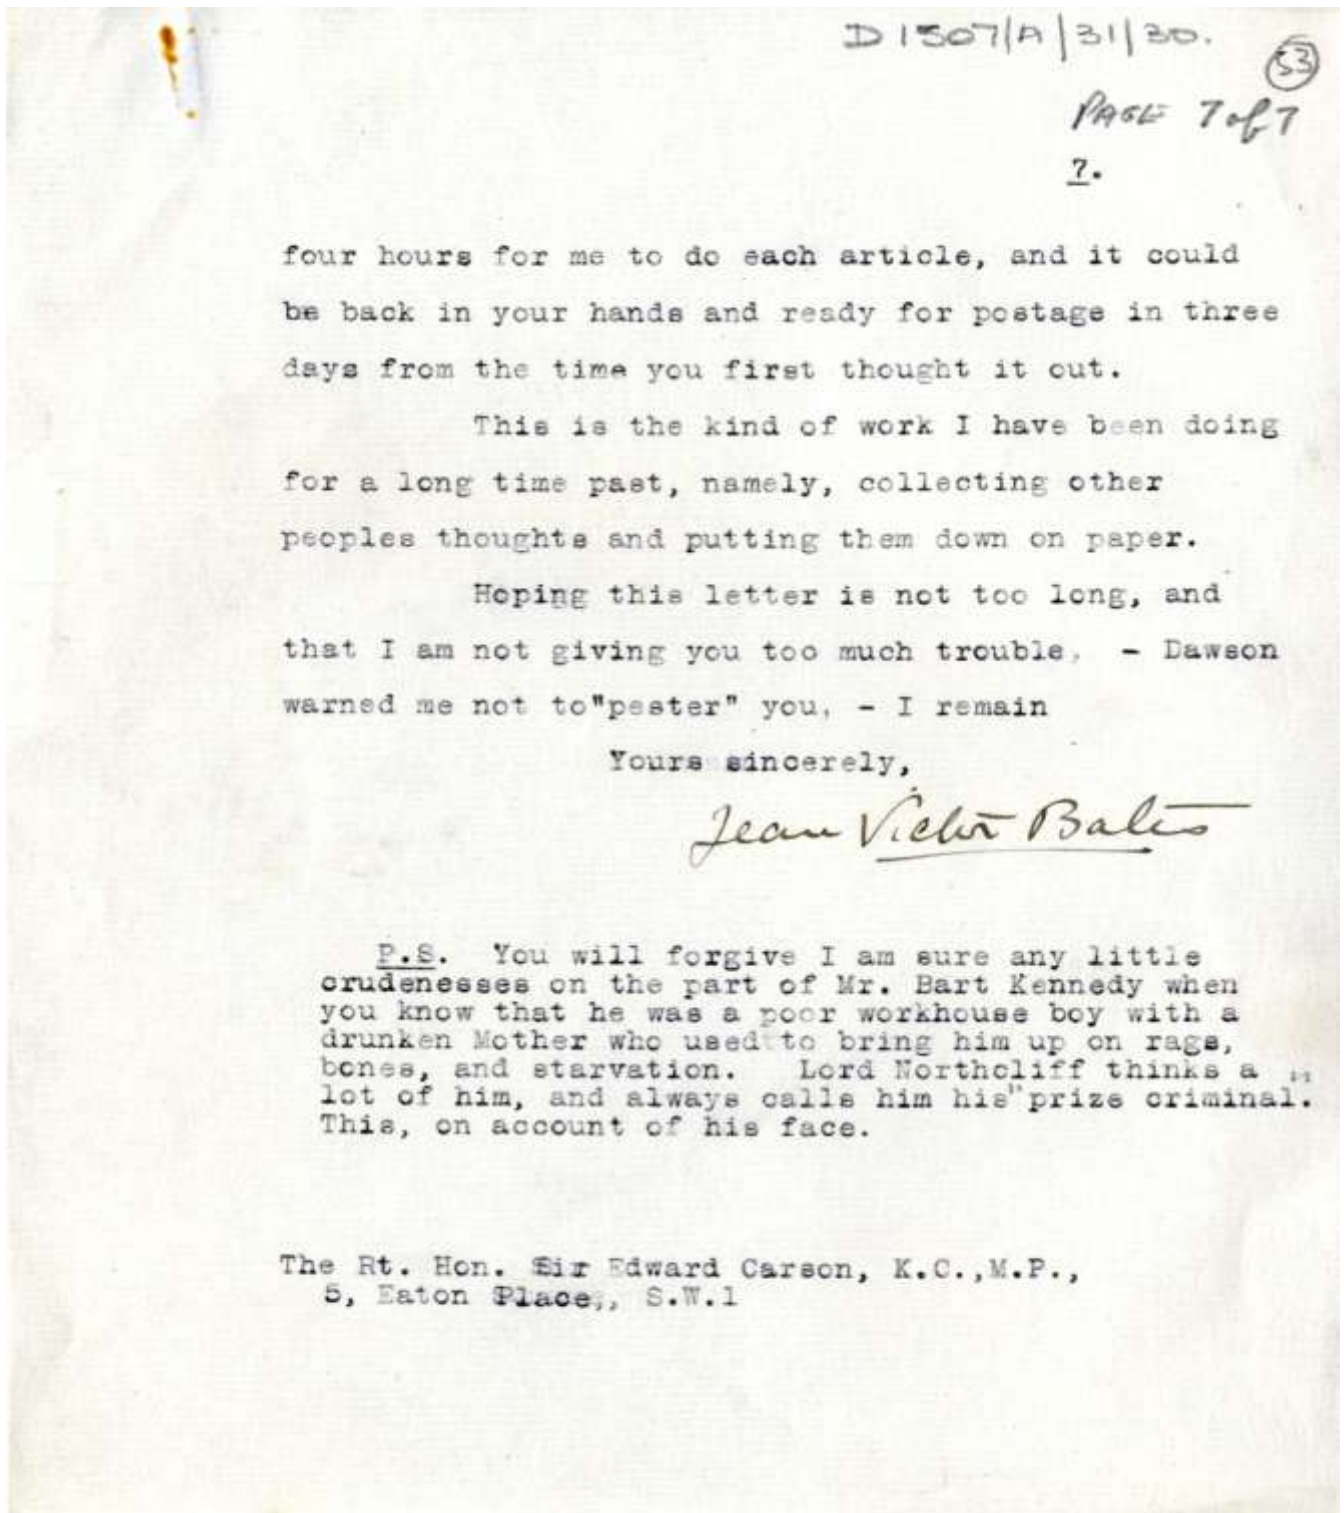 D1507/A/31/30.
53
PAGE 7 of 7
7.
four hours for me to do each article, and it could
be back in your hands and ready for postage in three
days from the time you first thought it out.
This is the kind of work I have been doing
for a long time past, namely, collecting other
peoples thoughts and putting them down on paper.
Hoping this letter is not too long, and
that I am not giving you too much trouble, - Dawson
warned me not to"pester" you, - I remain
Yours sincerely,
Jean Victor Bates
P.S. You will forgive I am sure any little
crudenesses on the part of Mr. Bart Kennedy when
you know that he was a poor workhouse boy with a
drunken Mother who used to bring him up on rags,
bones, and starvation. Lord Northcliff thinks a
lot of him, and always calls him his"prize criminal."
This, on account of his face.
The Rt. Hon. Sir Edward Carson, K.C.,M.P.,
5, Eaton Place,, S.W.1